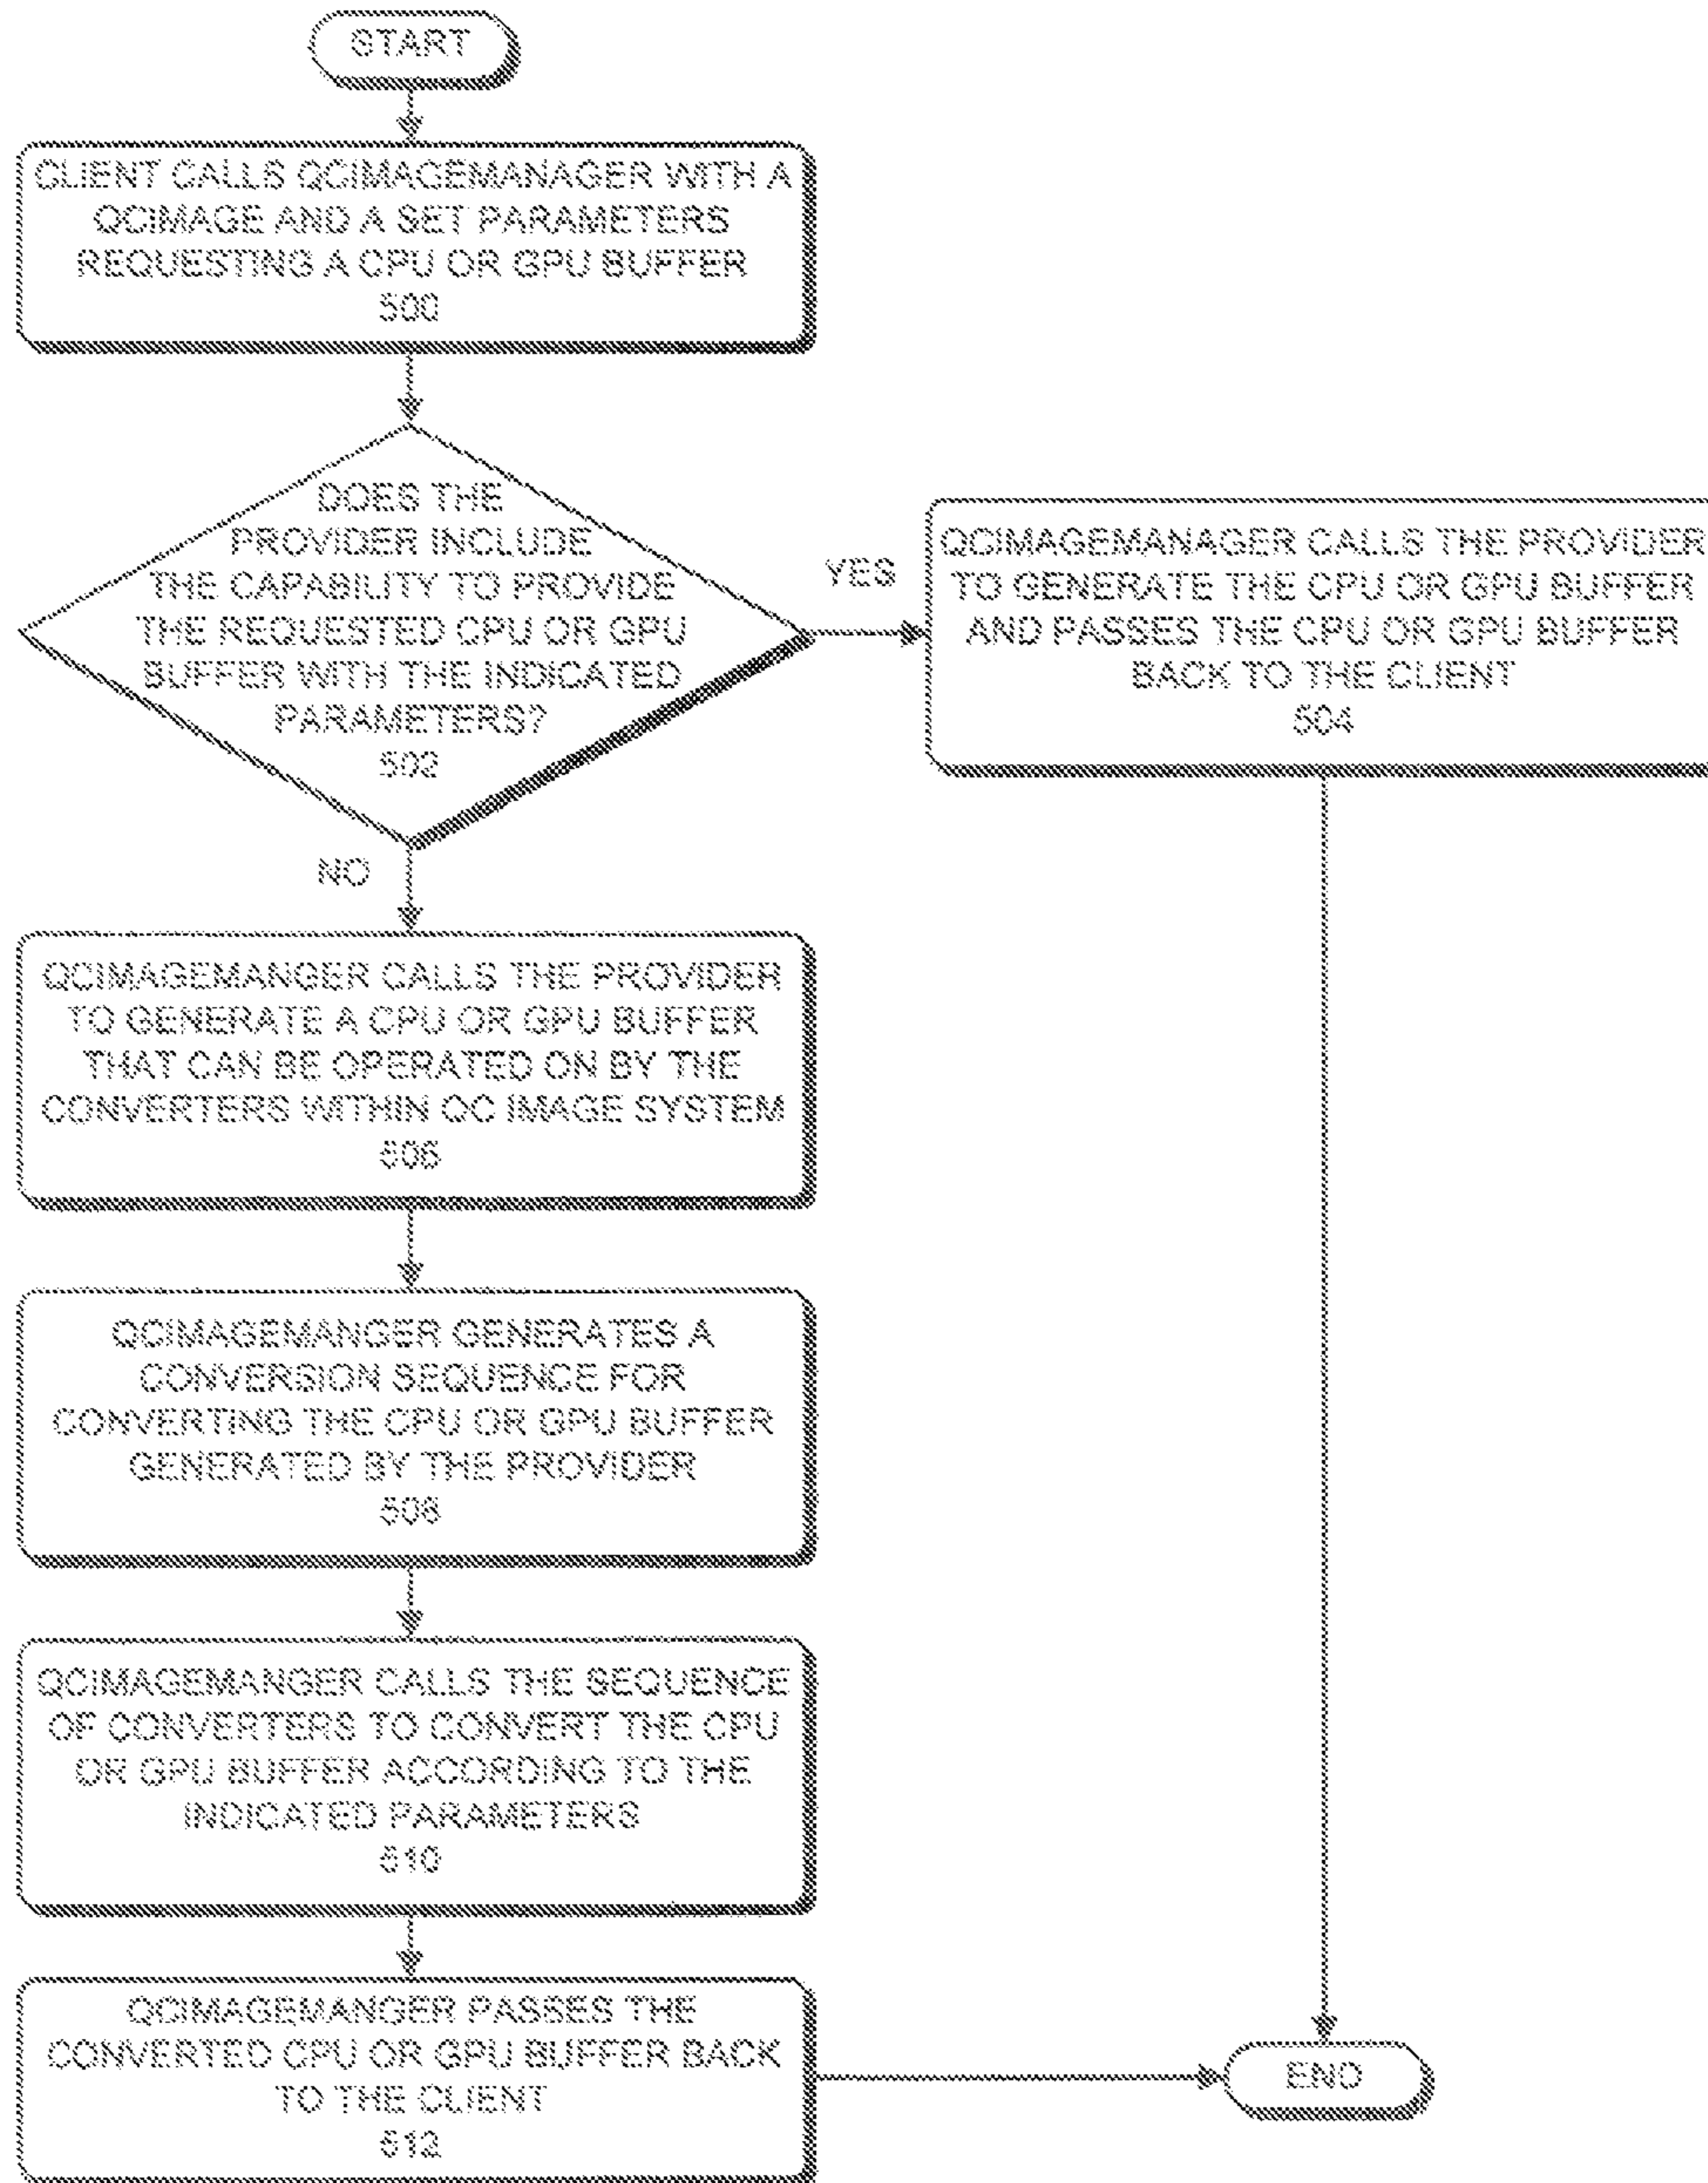 START
CLIENT CALLS QCIMAGEMANAGER WITH A
QCIMAGE AND A SET PARAMETERS
REQUESTING A CPU OR GPU BUFFER
500
DOES THE
PROVIDER INCLUDE
THE CAPABILITY TO PROVIDE
THE REQUESTED CPU OR GPU
BUFFER WITH THE INDICATED
PARAMETERS?
502
YES
QCIMAGEMANAGER CALLS THE PROVIDER
TO GENERATE THE CPU OR GPU BUFFER
AND PASSES THE CPU OR GPU BUFFER
BACK TO THE CLIENT
504
NO
QCIMAGEMANGER CALLS THE PROVIDER
TO GENERATE A CPU OR GPU BUFFER
THAT CAN BE OPERATED ON BY THE
CONVERTERS WITHIN QC IMAGE SYSTEM
506
QCIMAGEMANGER GENERATES A
CONVERSION SEQUENCE FOR
CONVERTING THE CPU OR GPU BUFFER
GENERATED BY THE PROVIDER
508
QCIMAGEMANGER CALLS THE SEQUENCE
OF CONVERTERS TO CONVERT THE CPU
OR GPU BUFFER ACCORDING TO THE
INDICATED PARAMETERS
510
QCIMAGEMANGER PASSES THE
CONVERTED CPU OR GPU BUFFER BACK
TO THE CLIENT
512
END